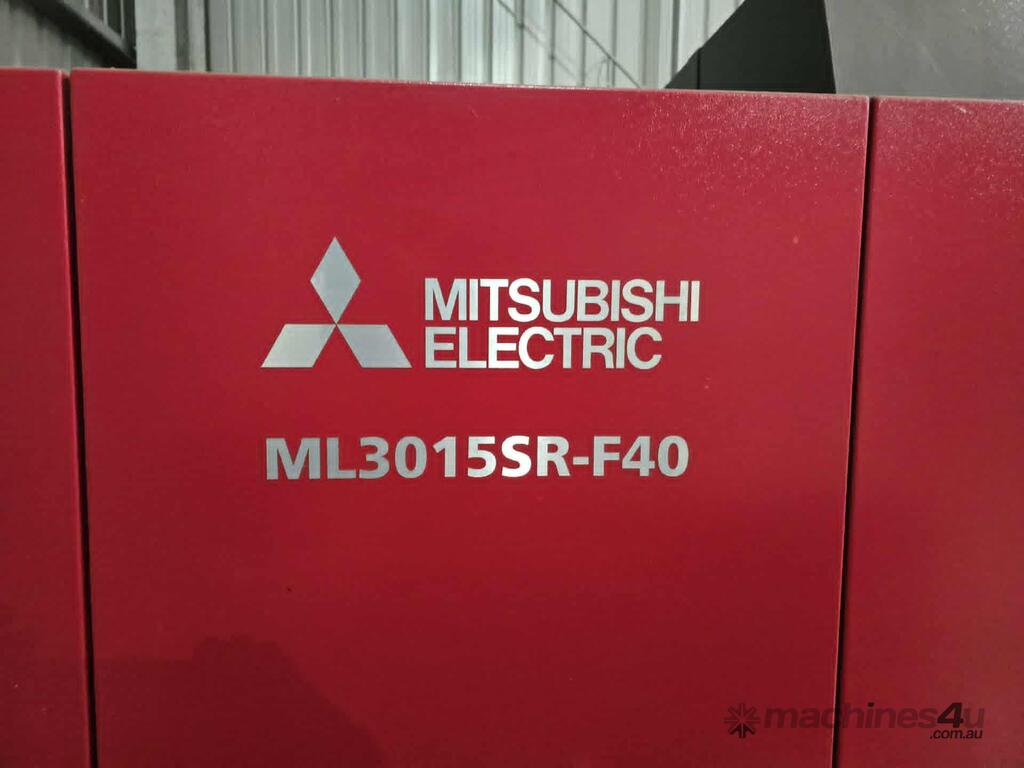 MITSUBISHI
ELECTRIC
ML3015SR-F40
machines4u
.com.au